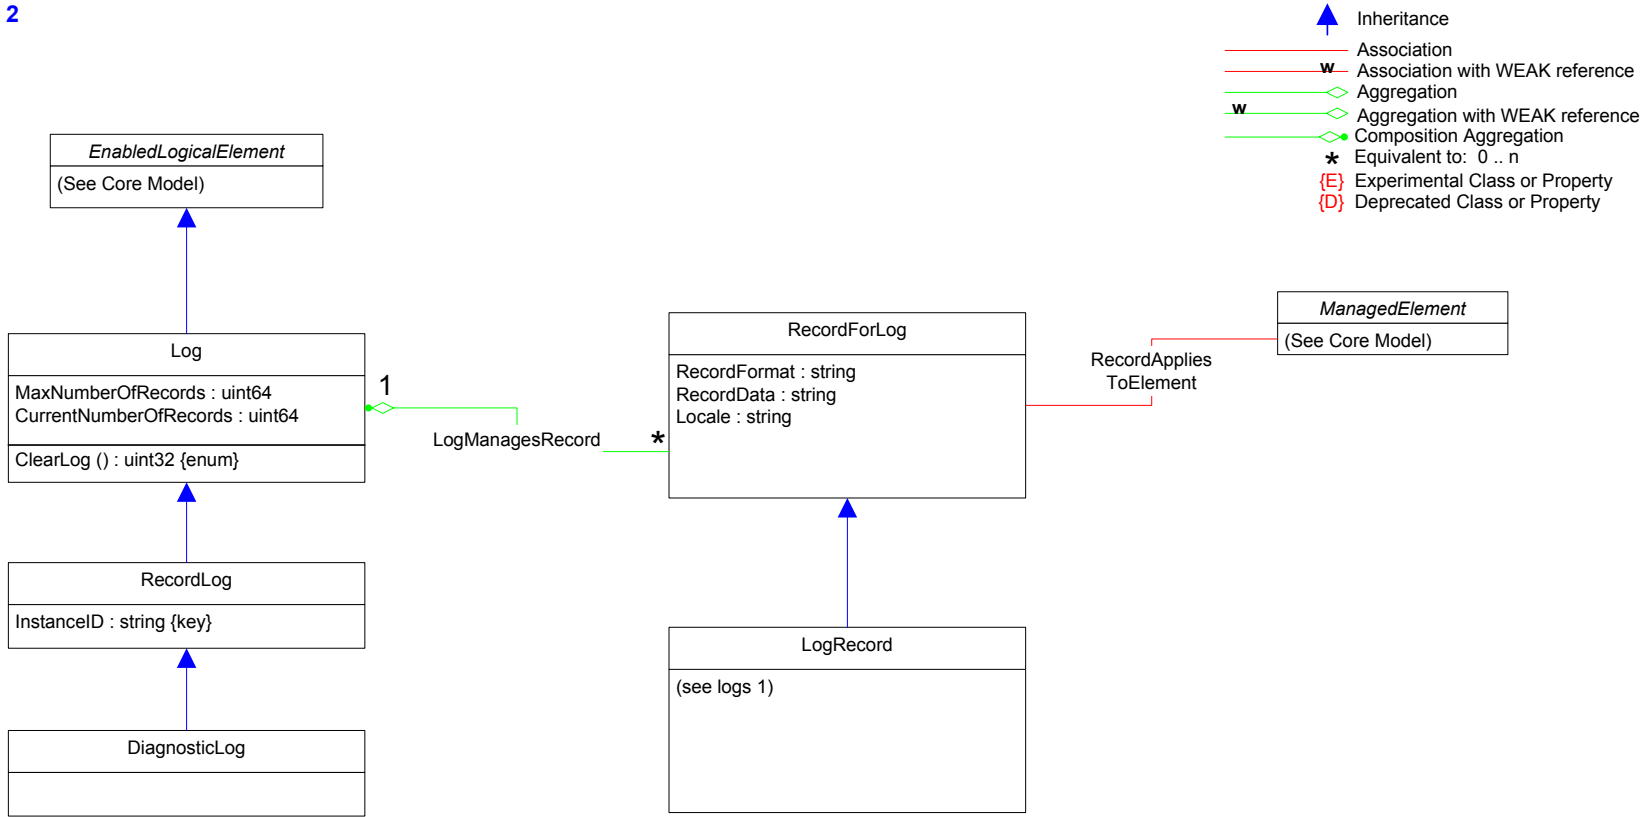 2
Inheritance
Association
w
Association with WEAK reference
Aggregation
w
Aggregation with WEAK reference
Composition Aggregation
* Equivalent to: 0 .. n
{E} Experimental Class or Property
{D} Deprecated Class or Property
EnabledLogicalElement
(See Core Model)
Log
MaxNumberOfRecords : uint64
CurrentNumberOfRecords : uint64
ClearLog () : uint32 {enum}
1
LogManagesRecord
*
RecordForLog
RecordFormat : string
RecordData : string
Locale : string
RecordApplies
ToElement
ManagedElement
(See Core Model)
RecordLog
InstanceID : string {key}
LogRecord
(see logs 1)
DiagnosticLog